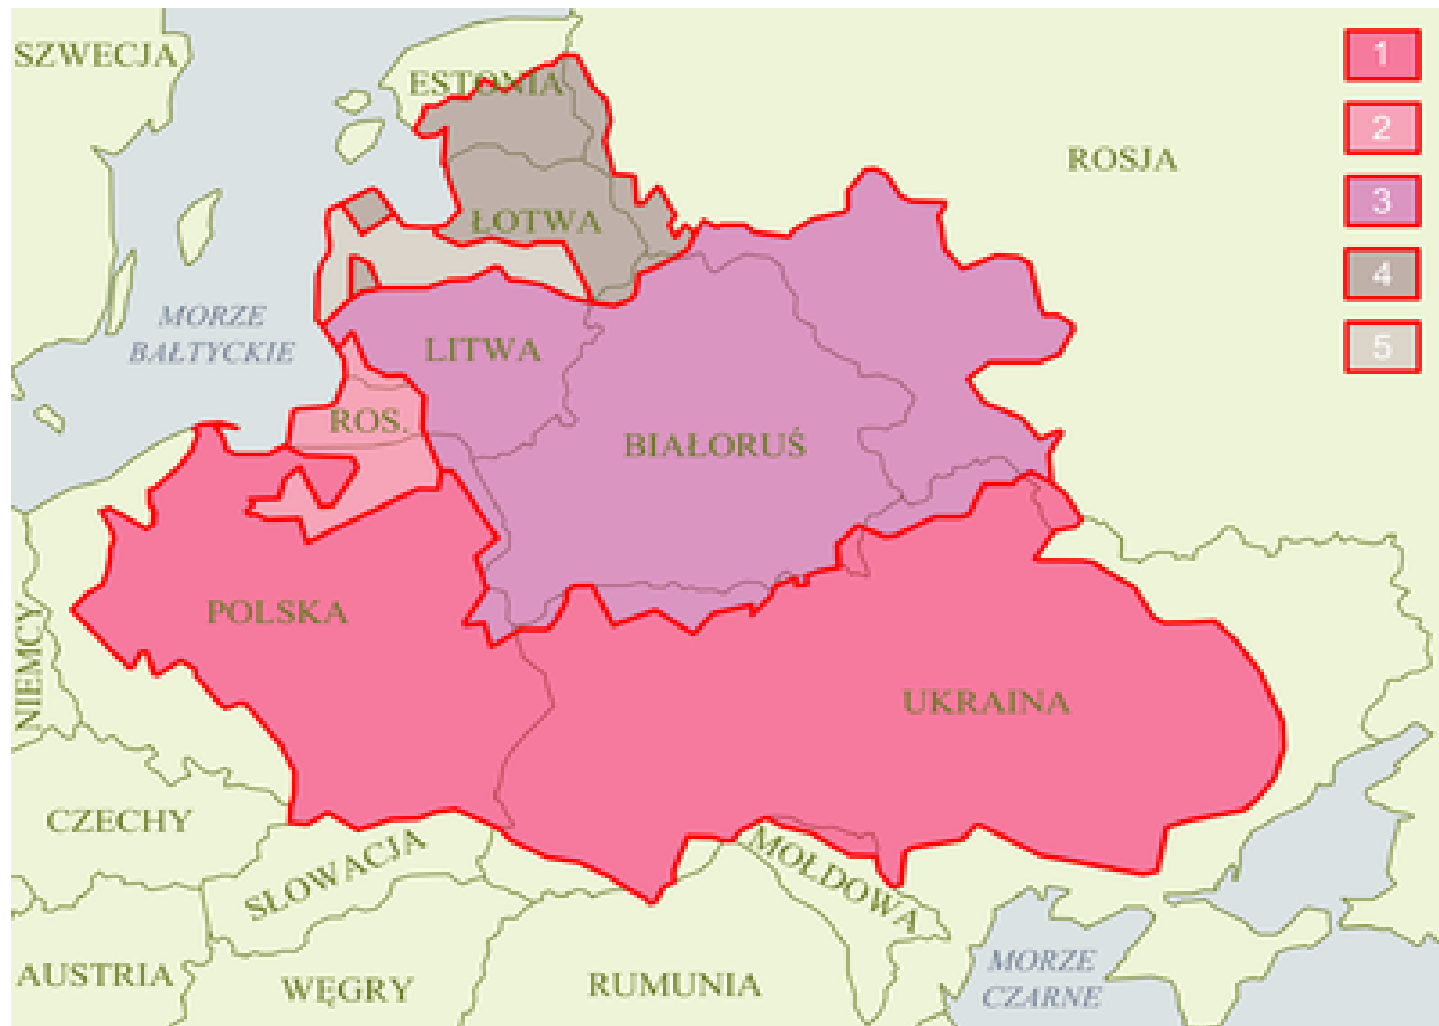 SZWECJA
ESTONIA
1
2
ROSJA
3
ŁOTWA
4
MORZE
BAŁTYCKIE
LITWA
5
ROS.
BIAŁORUŚ
NIEMCY
POLSKA
UKRAINA
CZECHY
SŁOWACJA
MOŁDOWA
AUSTRIA
WĘGRY
RUMUNIA
MORZE
CZARNE